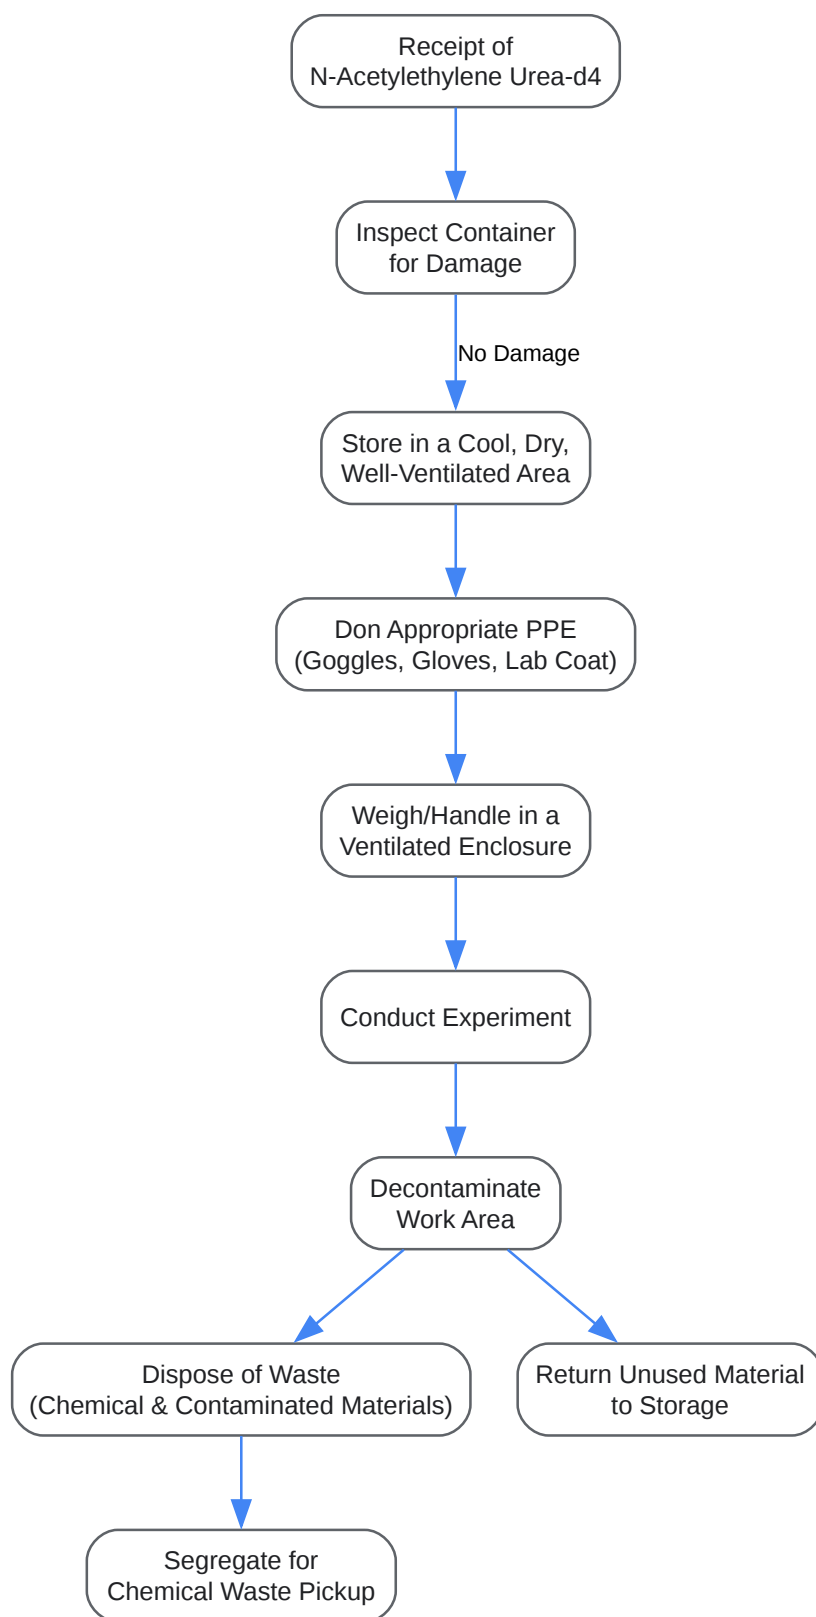 Receipt of
N-Acetylethylene Urea-d4
Inspect Container
for Damage
No Damage
Store in a Cool, Dry,
Well-Ventilated Area
Don Appropriate PPE
(Goggles, Gloves, Lab Coat)
Weigh/Handle in a
Ventilated Enclosure
Conduct Experiment
Decontaminate
Work Area
Dispose of Waste
(Chemical & Contaminated Materials)
Return Unused Material
to Storage
Segregate for
Chemical Waste Pickup